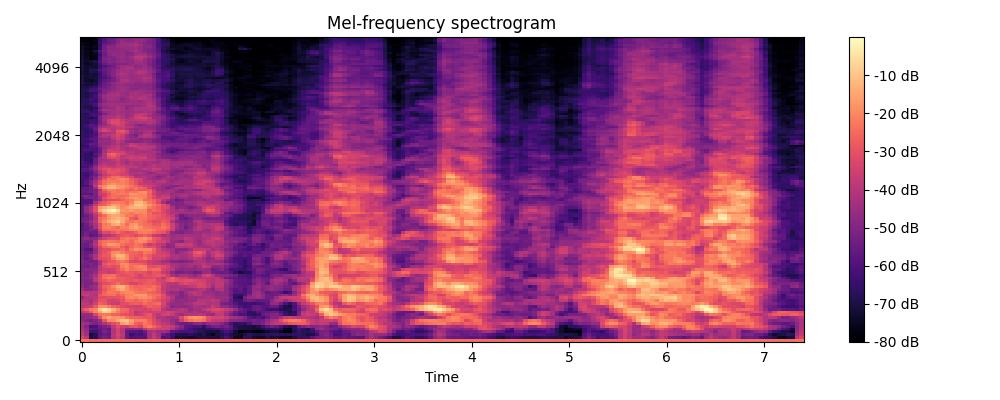 Mel-frequency spectrogram
Hz
4096
2048
1024
512
0
0 1 2 3 4 5 6 7
Time
-10 dB
-20 dB
-30 dB
-40 dB
-50 dB
-60 dB
-70 dB
-80 dB